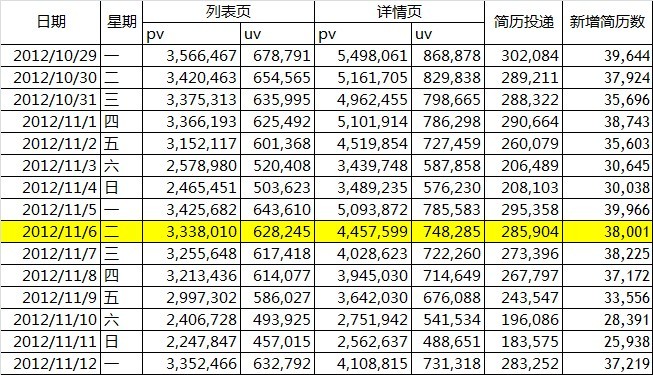 日期 星期 列表页 详情页 简历投递 新增简历数
pv uv pv uv
2012/10/29 一 3,566,467 678,791 5,498,061 868,878 302,084 39,644
2012/10/30 二 3,420,463 654,565 5,161,705 829,838 289,211 37,924
2012/10/31 三 3,375,313 635,995 4,962,455 798,665 288,322 35,696
2012/11/1 四 3,366,193 625,492 5,101,914 786,298 290,664 38,743
2012/11/2 五 3,152,117 601,368 4,519,854 727,459 260,079 35,603
2012/11/3 六 2,578,980 520,408 3,439,747 587,858 206,489 30,645
2012/11/4 日 2,465,451 503,623 3,489,235 576,230 208,103 30,038
2012/11/5 一 3,425,682 643,610 5,093,872 785,583 295,358 39,966
2012/11/6 二 3,338,010 628,245 4,457,599 748,285 285,904 38,001
2012/11/7 三 3,255,648 617,418 4,028,623 722,260 273,396 38,225
2012/11/8 四 3,213,436 614,077 3,945,030 714,649 267,797 37,172
2012/11/9 五 2,997,302 586,027 3,642,030 676,088 243,547 33,556
2012/11/10 六 2,406,728 493,925 2,751,942 541,534 196,086 28,391
2012/11/11 日 2,247,847 457,015 2,562,637 488,651 183,575 25,938
2012/11/12 一 3,352,466 632,792 4,108,815 731,318 283,252 37,219